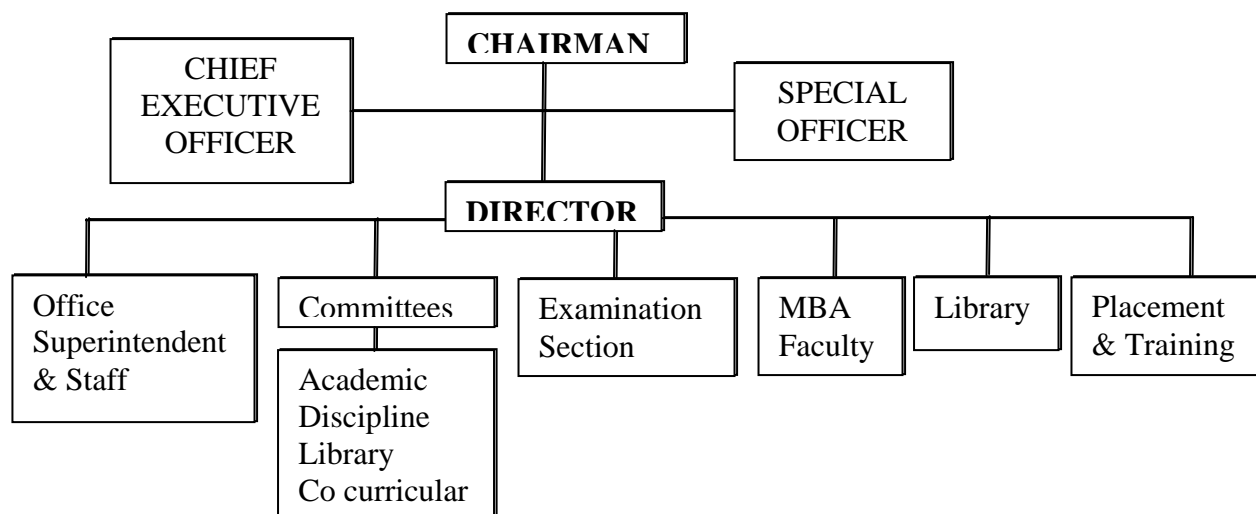 CHAIRMAN
CHIEF
EXECUTIVE
OFFICER
SPECIAL
OFFICER
DIRECTOR
Office
Superintendent
& Staff
Committees
Academic
Discipline
Library
Co curricular
Examination
Section
MBA
Faculty
Library
Placement
& Training